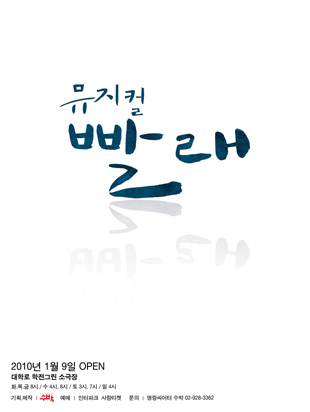 뮤지컬
빨래
2010년 1월 9일 OPEN
대학로 학전그린 소극장
화,목,금 8시 / 수 4시, 8시 / 토 3시, 7시 / 일 4시
기획,제작 | 수박 예매 | 인터파크 사랑티켓 문의 | 명랑씨어터 수박 02-928-3362